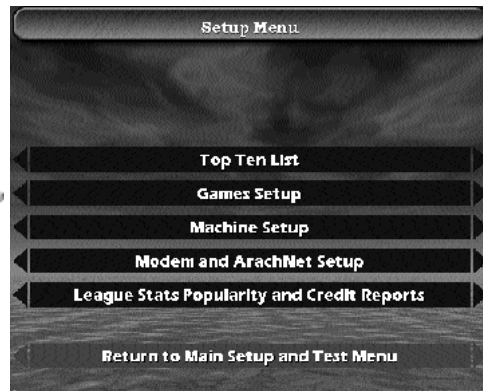 Setup Menu
Top Ten List
Games Setup
Machine Setup
Modem and ArachNet Setup
League Stats Popularity and Credit Reports
Return to Main Setup and Test Menu